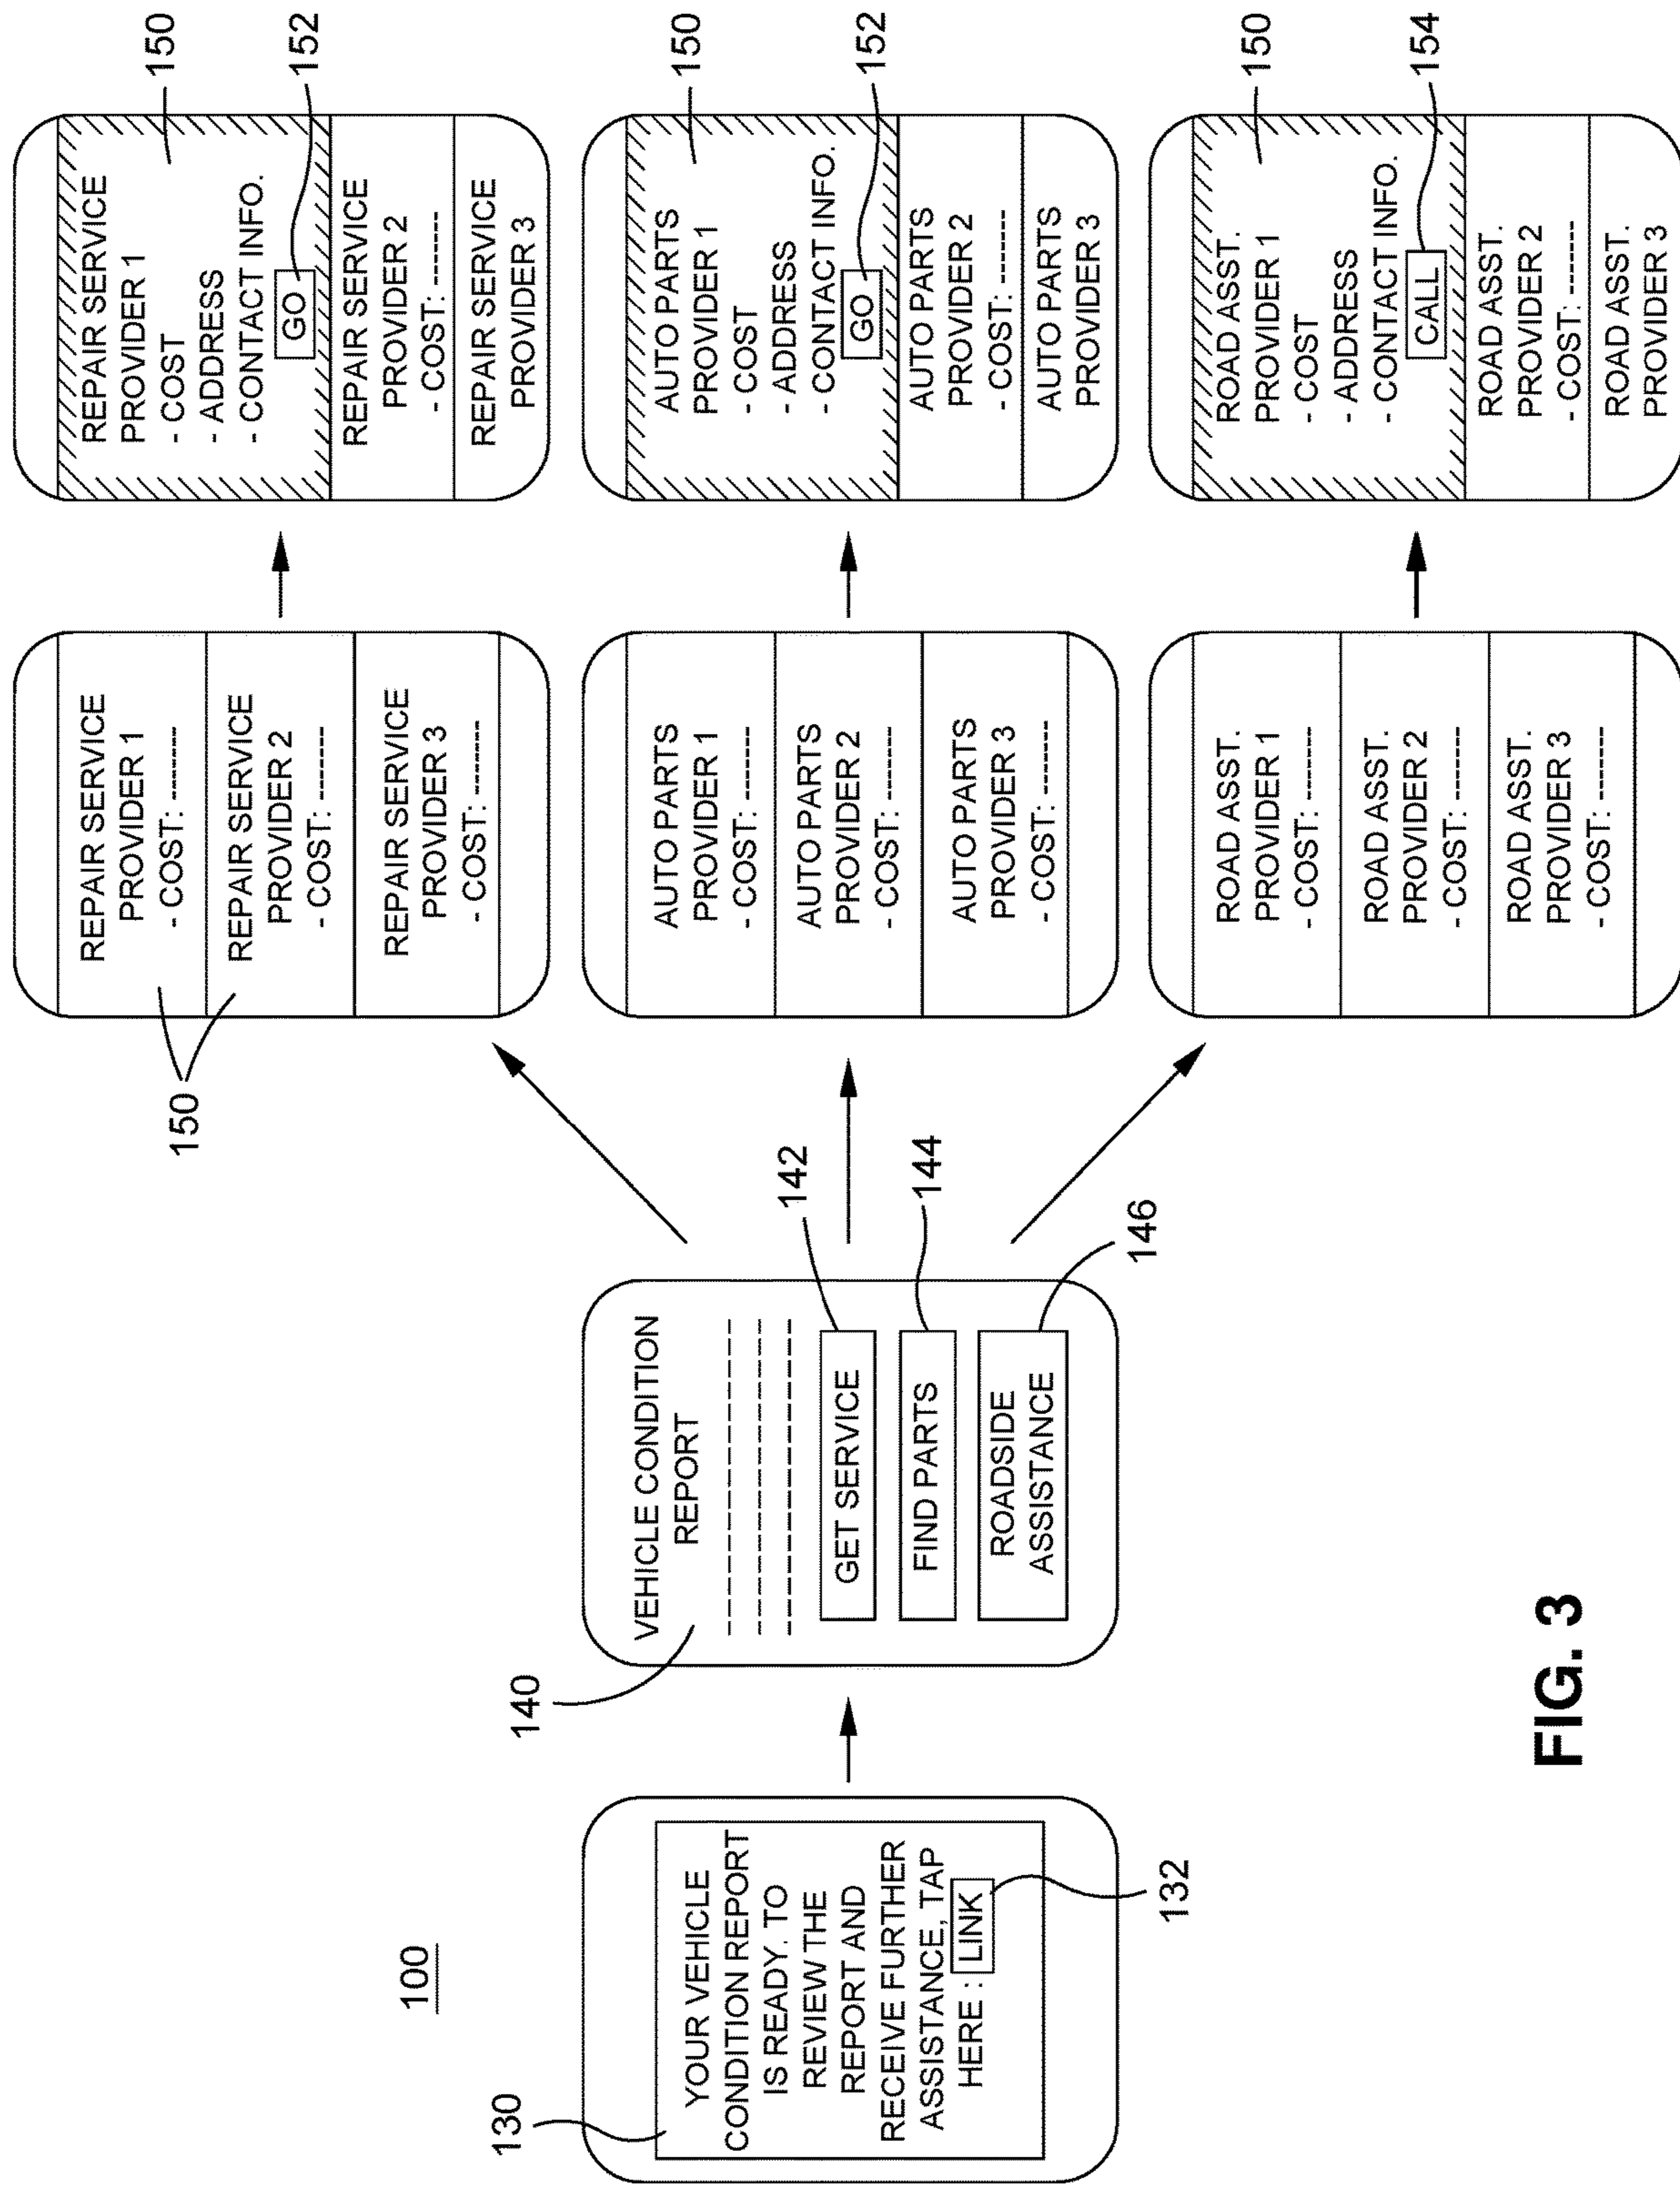 100
130
YOUR VEHICLE
CONDITION REPORT
IS READY. TO
REVIEW THE
REPORT AND
RECEIVE FURTHER
ASSISTANCE, TAP
HERE : LINK
132
140
VEHICLE CONDITION
REPORT
GET SERVICE
FIND PARTS
ROADSIDE
ASSISTANCE
142
144
146
150
REPAIR SERVICE
PROVIDER 1
- COST: -------
REPAIR SERVICE
PROVIDER 2
- COST: ------
REPAIR SERVICE
PROVIDER 3
- COST: -------
REPAIR SERVICE
PROVIDER 1
- COST
- ADDRESS
- CONTACT INFO.
GO
REPAIR SERVICE
PROVIDER 2
- COST: -------
REPAIR SERVICE
PROVIDER 3
150
152
AUTO PARTS
PROVIDER 1
- COST: ------
AUTO PARTS
PROVIDER 2
- COST: ------
AUTO PARTS
PROVIDER 3
- COST: -------
AUTO PARTS
PROVIDER 1
- COST
- ADDRESS
- CONTACT INFO.
GO
AUTO PARTS
PROVIDER 2
- COST: -------
AUTO PARTS
PROVIDER 3
150
152
ROAD ASST.
PROVIDER 1
- COST: -------
ROAD ASST.
PROVIDER 2
- COST: ------
ROAD ASST.
PROVIDER 3
- COST: ------
ROAD ASST.
PROVIDER 1
- COST
- ADDRESS
- CONTACT INFO.
CALL
ROAD ASST.
PROVIDER 2
- COST: ------
ROAD ASST.
PROVIDER 3
150
154
FIG. 3